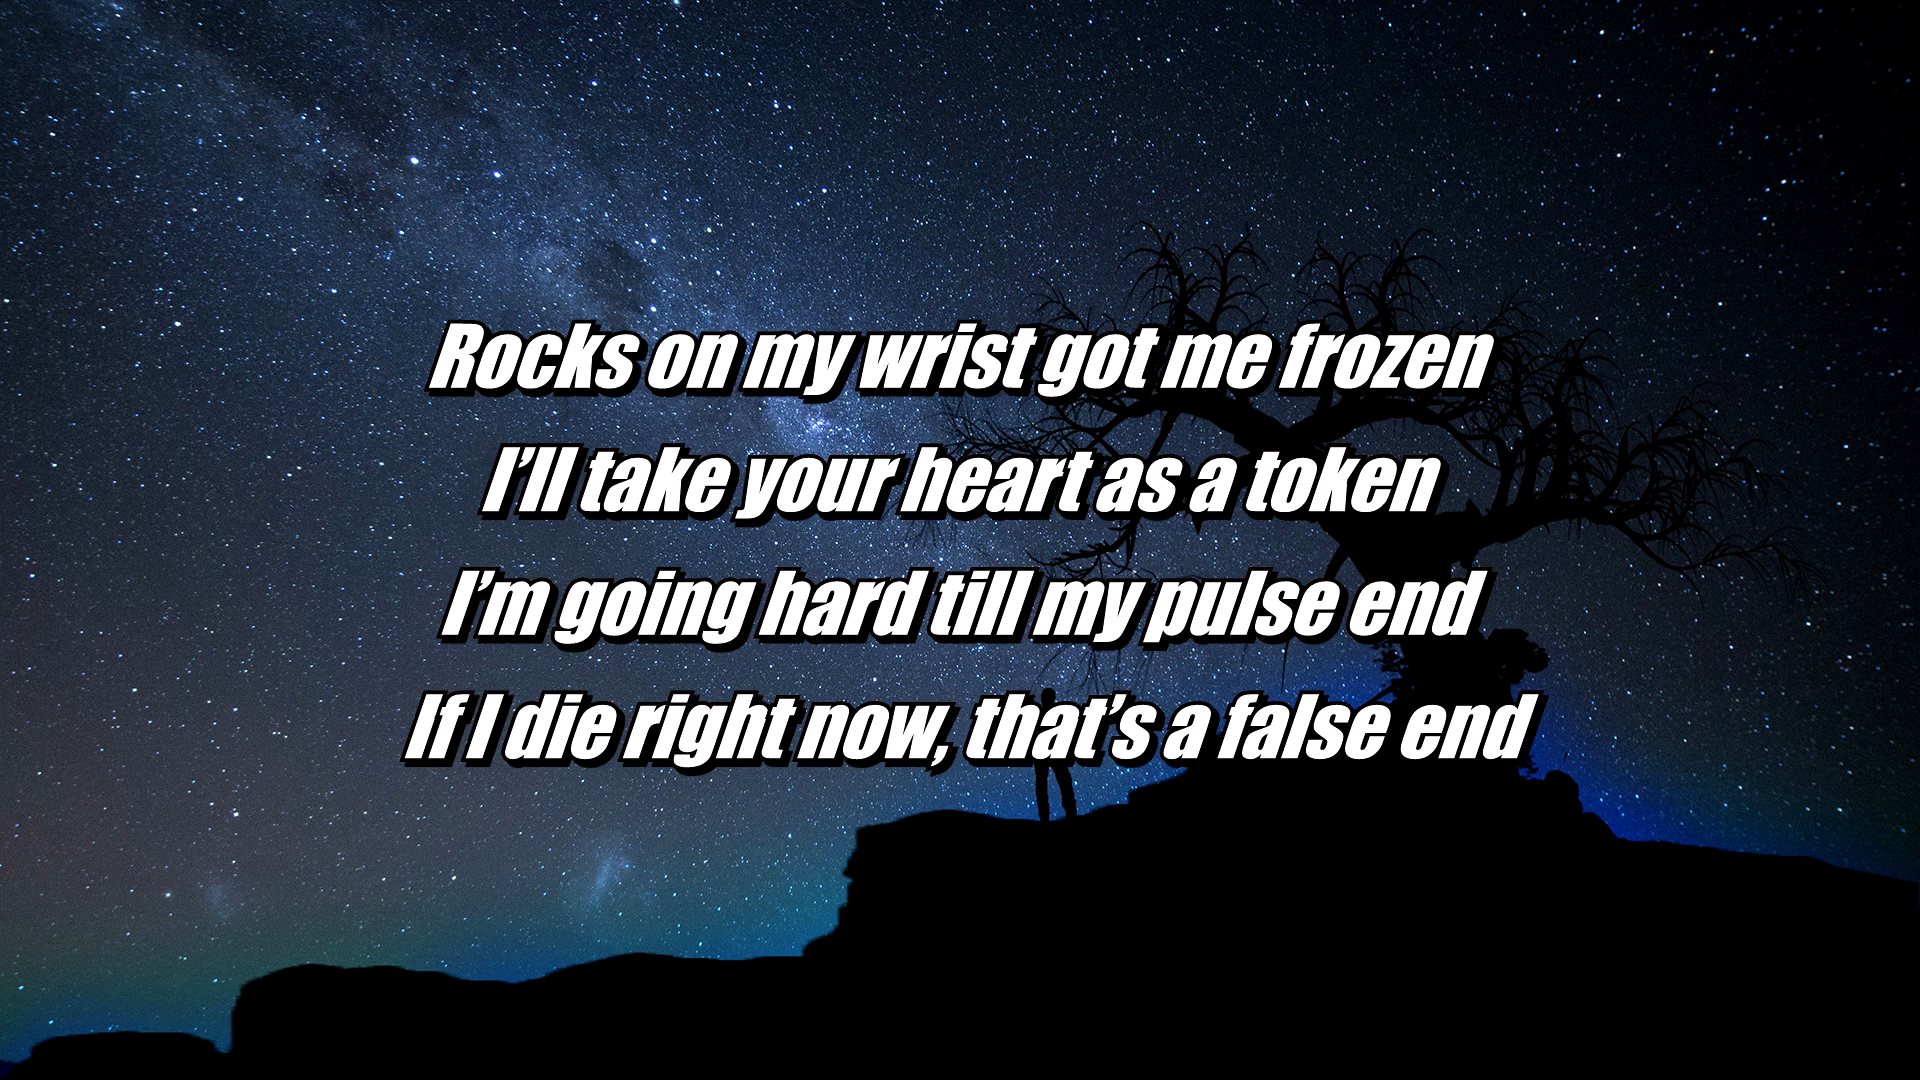 Rocks on my wrist got me frozen
I’ll take your heart as a token
I’m going hard till my pulse end
If I die right now, that’s a false end